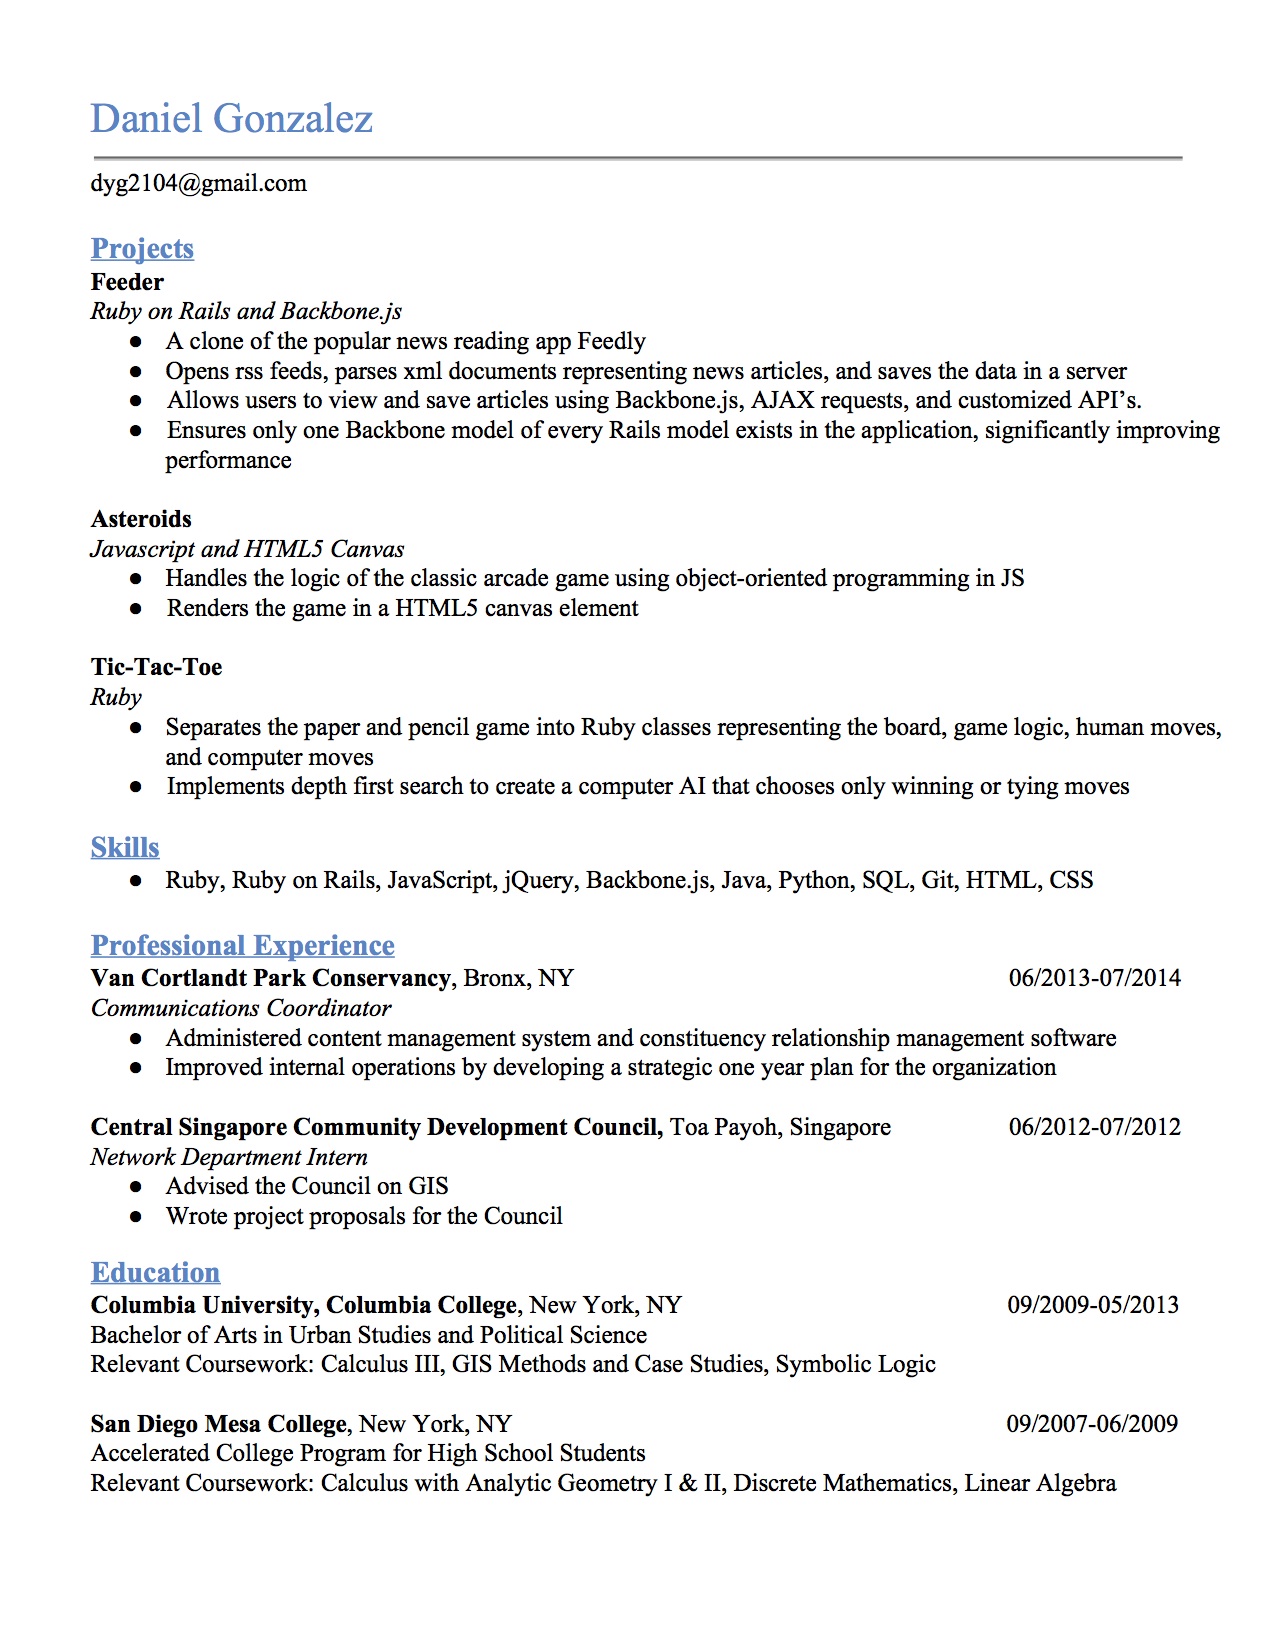 Daniel Gonzalez
dyg2104@gmail.com
Projects
Feeder
Ruby on Rails and Backbone.js
● A clone of the popular news reading app Feedly
● Opens rss feeds, parses xml documents representing news articles, and saves the data in a server
● Allows users to view and save articles using Backbone.js, AJAX requests, and customized API’s.
● Ensures only one Backbone model of every Rails model exists in the application, significantly improving
performance
Asteroids
Javascript and HTML5 Canvas
● Handles the logic of the classic arcade game using object-oriented programming in JS
● Renders the game in a HTML5 canvas element
Tic-Tac-Toe
Ruby
● Separates the paper and pencil game into Ruby classes representing the board, game logic, human moves,
and computer moves
● Implements depth first search to create a computer AI that chooses only winning or tying moves
Skills
● Ruby, Ruby on Rails, JavaScript, jQuery, Backbone.js, Java, Python, SQL, Git, HTML, CSS
Professional Experience
Van Cortlandt Park Conservancy, Bronx, NY 06/2013-07/2014
Communications Coordinator
● Administered content management system and constituency relationship management software
● Improved internal operations by developing a strategic one year plan for the organization
Central Singapore Community Development Council, Toa Payoh, Singapore 06/2012-07/2012
Network Department Intern
● Advised the Council on GIS
● Wrote project proposals for the Council
Education
Columbia University, Columbia College, New York, NY 09/2009-05/2013
Bachelor of Arts in Urban Studies and Political Science
Relevant Coursework: Calculus III, GIS Methods and Case Studies, Symbolic Logic
San Diego Mesa College, New York, NY 09/2007-06/2009
Accelerated College Program for High School Students
Relevant Coursework: Calculus with Analytic Geometry I & II, Discrete Mathematics, Linear Algebra